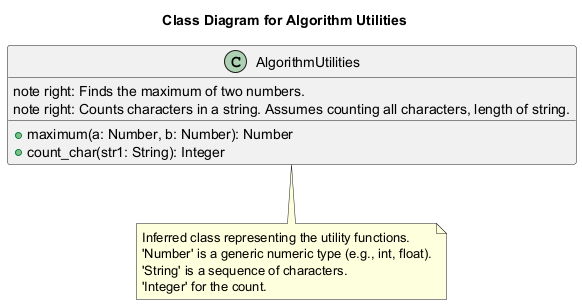 Class Diagram for Algorithm Utilities
C AlgorithmUtilities
note right: Finds the maximum of two numbers.
note right: Counts characters in a string. Assumes counting all characters, length of string.
maximum(a: Number, b: Number): Number
count_char(str1: String): Integer
Inferred class representing the utility functions.
'Number' is a generic numeric type (e.g., int, float).
'String' is a sequence of characters.
'Integer' for the count.